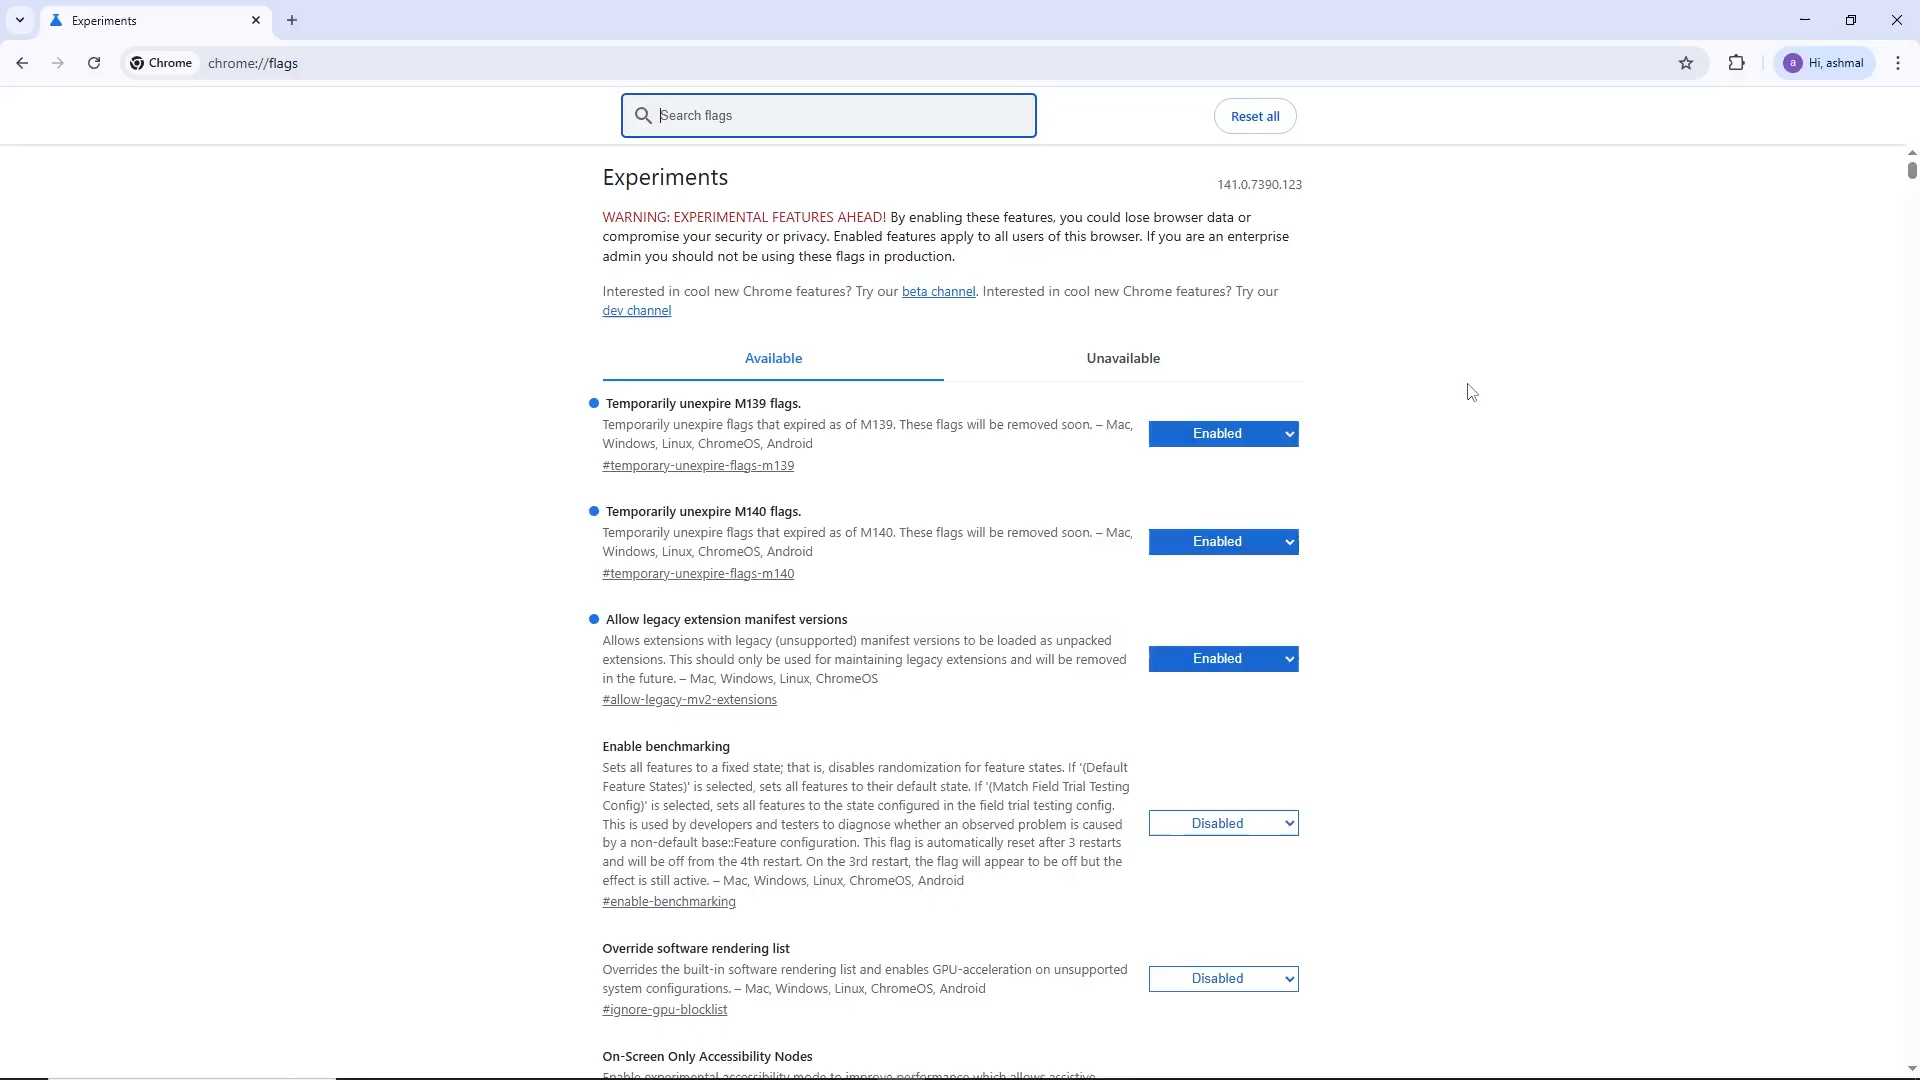 Experiments
Chrome
chrome://flags
a
Hi, ashmal
Search flags
Reset all
Experiments
141.0.7390.123
WARNING: EXPERIMENTAL FEATURES AHEAD! By enabling these features, you could lose browser data or
compromise your security or privacy. Enabled features apply to all users of this browser. If you are an enterprise
admin you should not be using these flags in production.
Interested in cool new Chrome features? Try our beta channel. Interested in cool new Chrome features? Try our
dev channel
Available
Unavailable
Temporarily unexpire M139 flags.
Temporarily unexpire flags that expired as of M139. These flags will be removed soon. – Mac,
Windows, Linux, ChromeOS, Android
#temporary-unexpire-flags-m139
Enabled
Temporarily unexpire M140 flags.
Temporarily unexpire flags that expired as of M140. These flags will be removed soon. – Mac,
Windows, Linux, ChromeOS, Android
#temporary-unexpire-flags-m140
Enabled
Allow legacy extension manifest versions
Allows extensions with legacy (unsupported) manifest versions to be loaded as unpacked
extensions. This should only be used for maintaining legacy extensions and will be removed
in the future. – Mac, Windows, Linux, ChromeOS
#allow-legacy-mv2-extensions
Enabled
Enable benchmarking
Sets all features to a fixed state; that is, disables randomization for feature states. If '(Default
Feature States)' is selected, sets all features to their default state. If '(Match Field Trial Testing
Config)' is selected, sets all features to the state configured in the field trial testing config.
This is used by developers and testers to diagnose whether an observed problem is caused
by a non-default base::Feature configuration. This flag is automatically reset after 3 restarts
and will be off from the 4th restart. On the 3rd restart, the flag will appear to be off but the
effect is still active. – Mac, Windows, Linux, ChromeOS, Android
#enable-benchmarking
Disabled
Override software rendering list
Overrides the built-in software rendering list and enables GPU-acceleration on unsupported
system configurations. – Mac, Windows, Linux, ChromeOS, Android
#ignore-gpu-blocklist
Disabled
On-Screen Only Accessibility Nodes
Enable experimental accessibility mode to improve performance which allows assistive